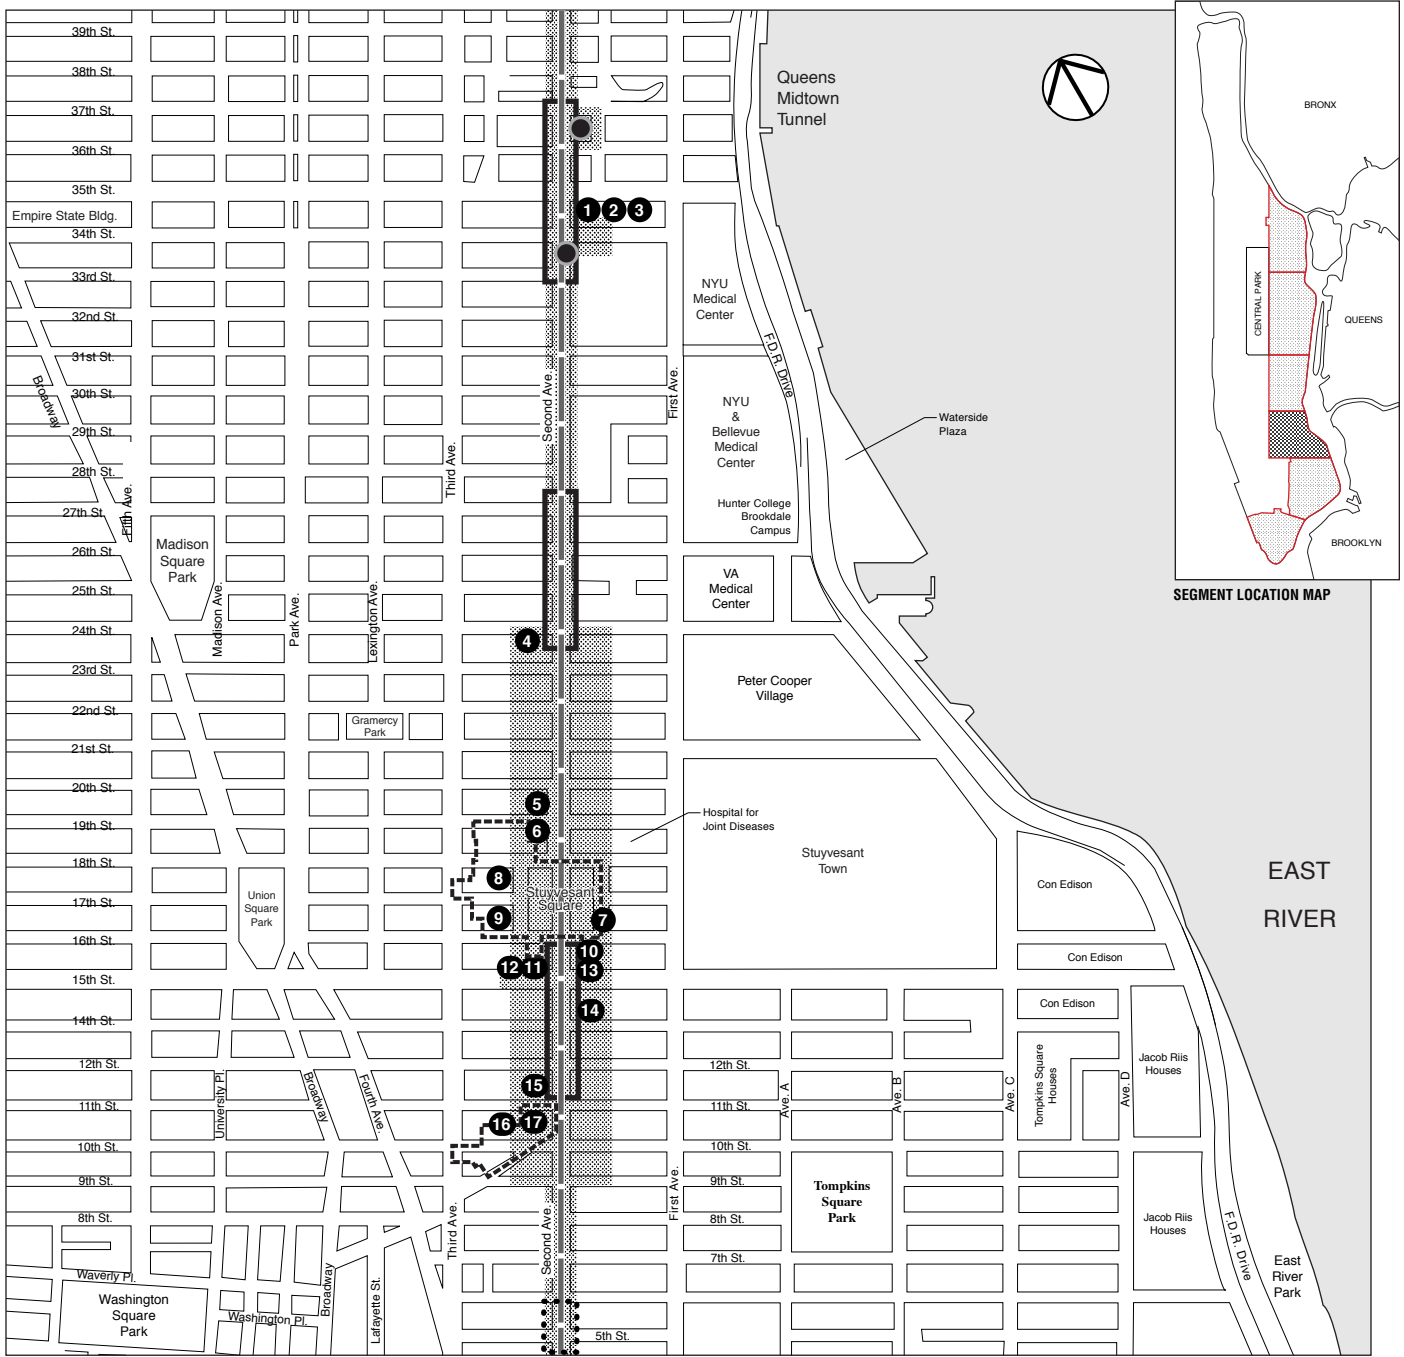 39th St.
38th St.
37th St.
36th St.
35th St.
Empire State Bldg.
34th St.
33rd St.
32nd St.
31st St.
30th St.
29th St.
28th St.
27th St.
26th St.
25th St.
24th St.
23rd St.
22nd St.
21st St.
20th St.
19th St.
18th St.
17th St.
16th St.
15th St.
14th St.
12th St.
11th St.
10th St.
9th St.
8th St.
Waverly Pl.
Washington
Square
Park
Washington Pl.
Broadway
Fifth Ave.
Madison
Square
Park
Madison Ave.
Park Ave.
Lexington Ave.
Gramercy
Park
Union
Square
Park
University Pl.
Broadway
Fourth Ave.
Broadway
Lafayette St.
Third Ave.
Third Ave.
Second Ave.
Second Ave.
First Ave.
First Ave.
1
2
3
4
5
6
8
Stuyvesant
Square
9
7
10
12
11
13
14
15
16
17
5th St.
Queens
Midtown
Tunnel
NYU
Medical
Center
F.D.R. Drive
NYU
&
Bellevue
Medical
Center
Hunter College
Brookdale
Campus
Waterside
Plaza
VA
Medical
Center
Peter Cooper
Village
Hospital for
Joint Diseases
Stuyvesant
Town
Con Edison
Con Edison
Con Edison
12th St.
11th St.
10th St.
9th St.
8th St.
7th St.
Ave. A
Ave. B
Ave. C
Ave. D
Tompkins Square
Houses
Jacob Riis
Houses
Tompkins
Square
Park
Jacob Riis
Houses
F.D.R. Drive
East
River
Park
EAST
RIVER
BRONX
CENTRAL PARK
QUEENS
BROOKLYN
SEGMENT LOCATION MAP